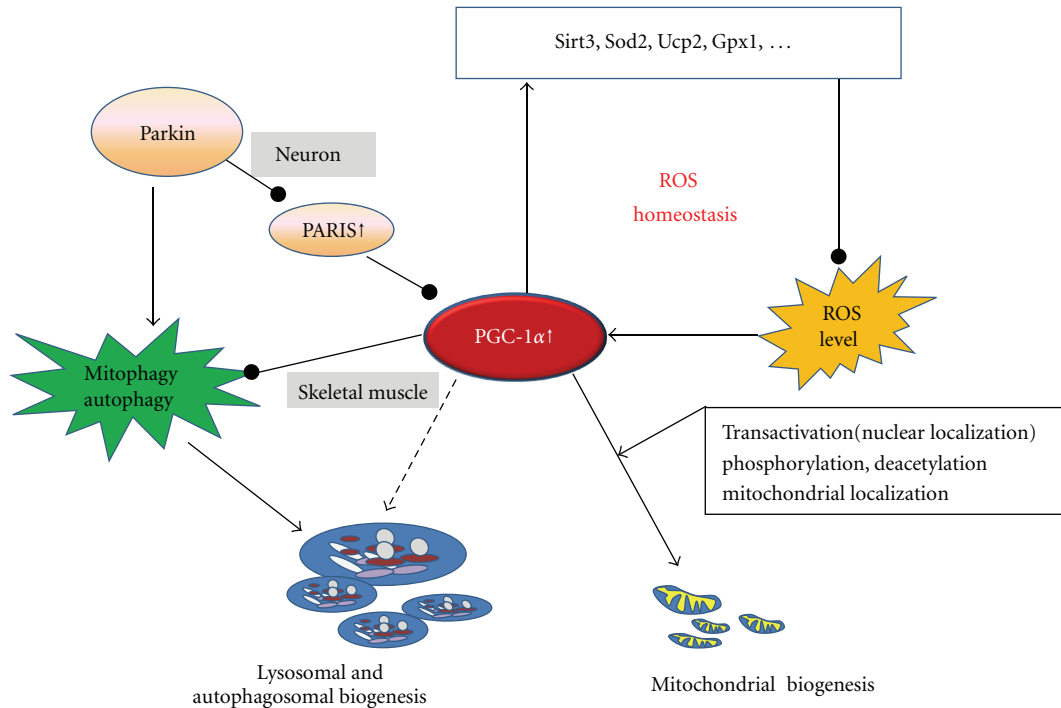 Sirt3, Sod2, Ucp2, Gpx1, …
Parkin
Neuron
ROS
homeostasis
PARIS↑
ROS
level
PGC-1α↑
Mitophagy
autophagy
Skeletal muscle
Transactivation(nuclear localization)
phosphorylation, deacetylation
mitochondrial localization
Lysosomal and
autophagosomal biogenesis
Mitochondrial biogenesis